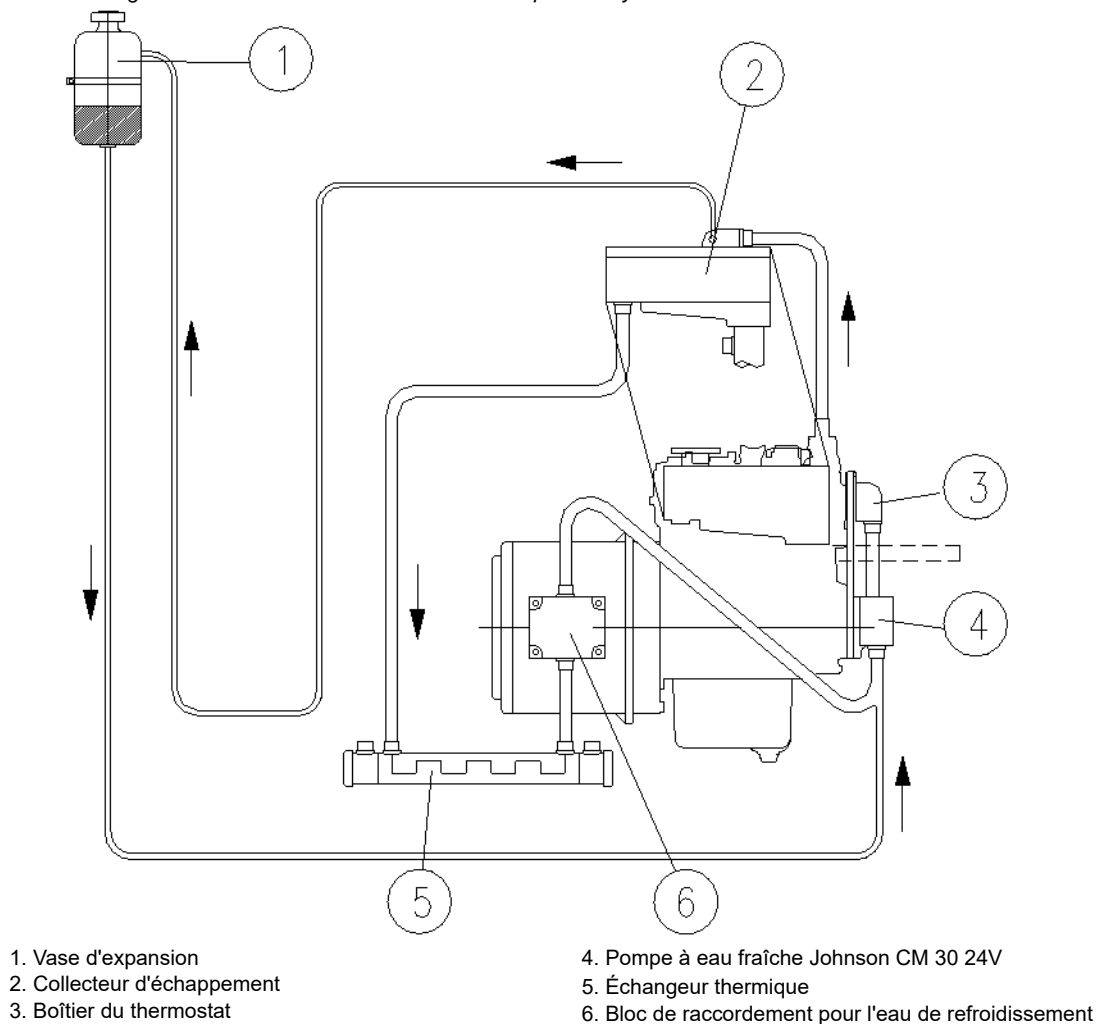 1
2
3
4
5
6
1. Vase d'expansion
2. Collecteur d'échappement
3. Boîtier du thermostat
4. Pompe à eau fraîche Johnson CM 30 24V
5. Échangeur thermique
6. Bloc de raccordement pour l'eau de refroidissement